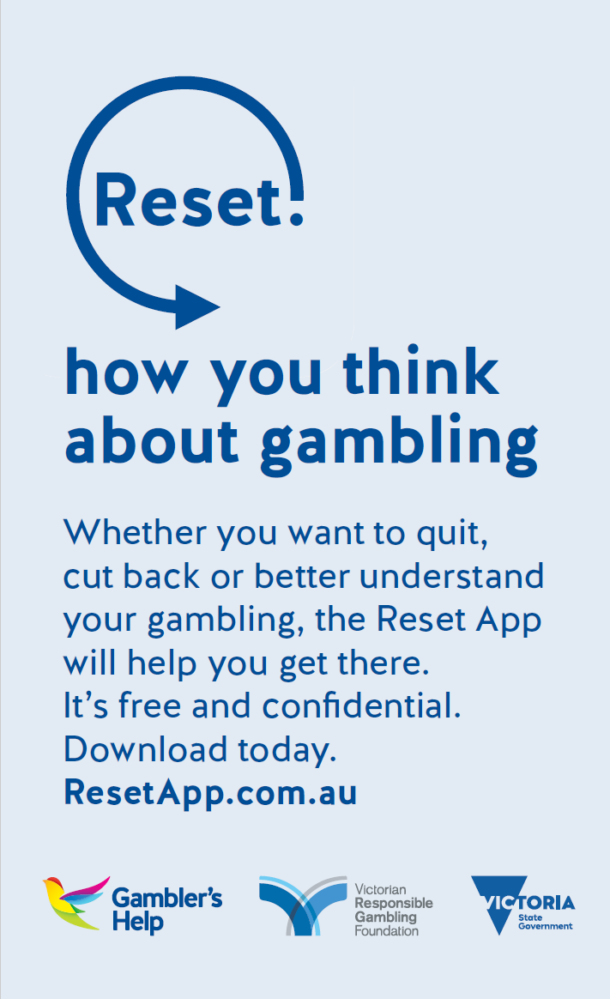 Reset.
how you think
about gambling
Whether you want to quit,
cut back or better understand
your gambling, the Reset App
will help you get there.
It's free and confidential.
Download today.
ResetApp.com.au
Gambler's
Help
Victorian
Responsible
Gambling
Foundation
VICTORIA
State
Government